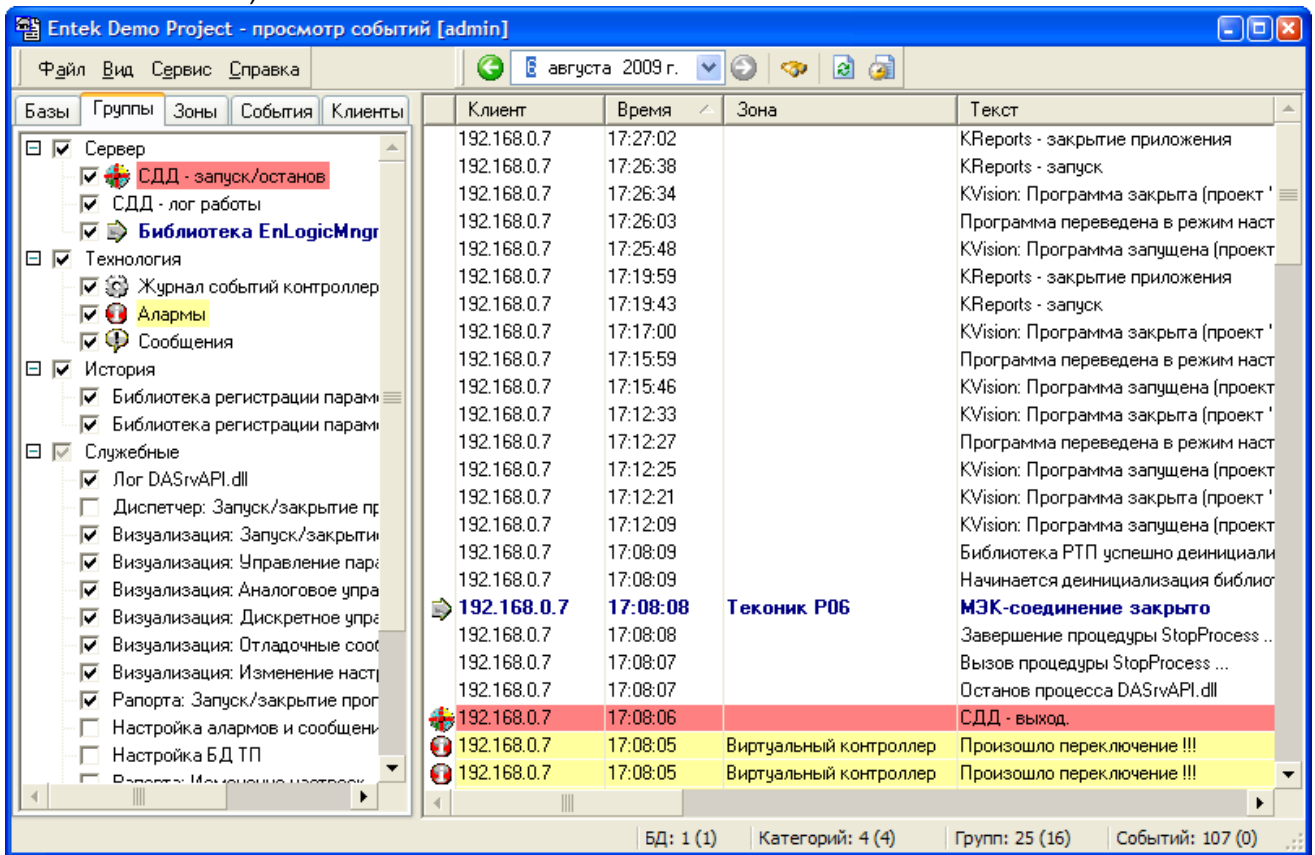 Entek Demo Project - просмотр событий [admin]
Файл Вид Сервис Справка
6 августа 2009 г.
Базы Группы Зоны События Клиенты
Сервер
СДД - запуск/останов
СДД - лог работы
Библиотека EnLogicMngr
Технология
Журнал событий контроллер
Алармы
Сообщения
История
Библиотека регистрации парам
Библиотека регистрации парам
Служебные
Лог DASrvAPI.dll
Диспетчер: Запуск/закрытие пр
Визуализация: Запуск/закрыти
Визуализация: Управление пара
Визуализация: Аналоговое упра
Визуализация: Дискретное упра
Визуализация: Отладочные сооб
Визуализация: Изменение наст
Рапорта: Запуск/закрытие прог
Настройка алармов и сообщени
Настройка БД ТП
Рапорта: Изменение настроек
Клиент Время Зона Текст
192.168.0.7 17:27:02 KReports - закрытие приложения
192.168.0.7 17:26:38 KReports - запуск
192.168.0.7 17:26:34 KVision: Программа закрыта (проект '
192.168.0.7 17:26:03 Программа переведена в режим наст
192.168.0.7 17:25:48 KVision: Программа запущена (проект
192.168.0.7 17:19:59 KReports - закрытие приложения
192.168.0.7 17:19:43 KReports - запуск
192.168.0.7 17:17:00 KVision: Программа закрыта (проект '
192.168.0.7 17:15:59 Программа переведена в режим наст
192.168.0.7 17:15:46 KVision: Программа запущена (проект
192.168.0.7 17:12:33 KVision: Программа закрыта (проект '
192.168.0.7 17:12:27 Программа переведена в режим наст
192.168.0.7 17:12:25 KVision: Программа запущена (проект
192.168.0.7 17:12:21 KVision: Программа закрыта (проект '
192.168.0.7 17:12:09 KVision: Программа запущена (проект
192.168.0.7 17:08:09 Библиотека РТП успешно деинициали
192.168.0.7 17:08:09 Начинается деинициализация библиот
192.168.0.7 17:08:08 Теконик P06 МЭК-соединение закрыто
192.168.0.7 17:08:08 Завершение процедуры StopProcess ..
192.168.0.7 17:08:07 Вызов процедуры StopProcess ...
192.168.0.7 17:08:07 Останов процесса DASrvAPI.dll
192.168.0.7 17:08:06 СДД - выход.
192.168.0.7 17:08:05 Виртуальный контроллер Произошло переключение !!!
192.168.0.7 17:08:05 Виртуальный контроллер Произошло переключение !!!
БД: 1 (1) Категорий: 4 (4) Групп: 25 (16) Событий: 107 (0)